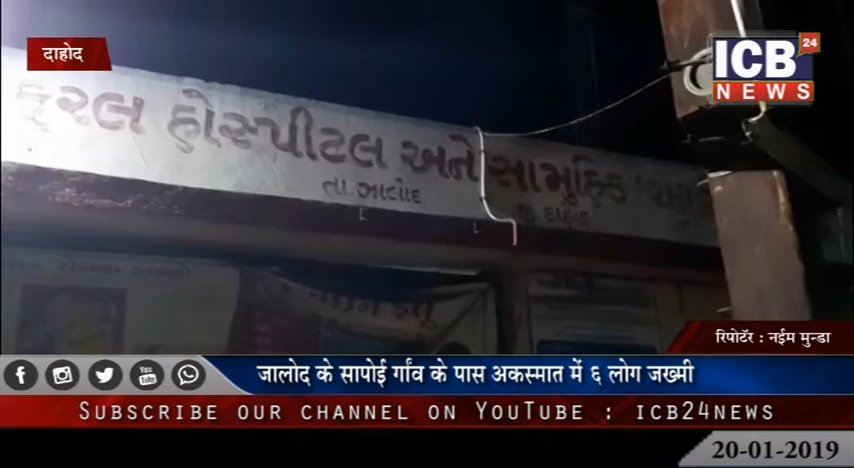 दाहोद
ICB 24
NEWS
હોસ્પીટલ અને સામુહિક
તા. ઝાલોદ
જી. દાહોદ
रिपोर्टर : नईम मुन्डा
जालोद के सापोई गाँव के पास अकस्मात में ६ लोग जख्मी
SUBSCRIBE OUR CHANNEL ON YOUTUBE : ICB24NEWS
20-01-2019